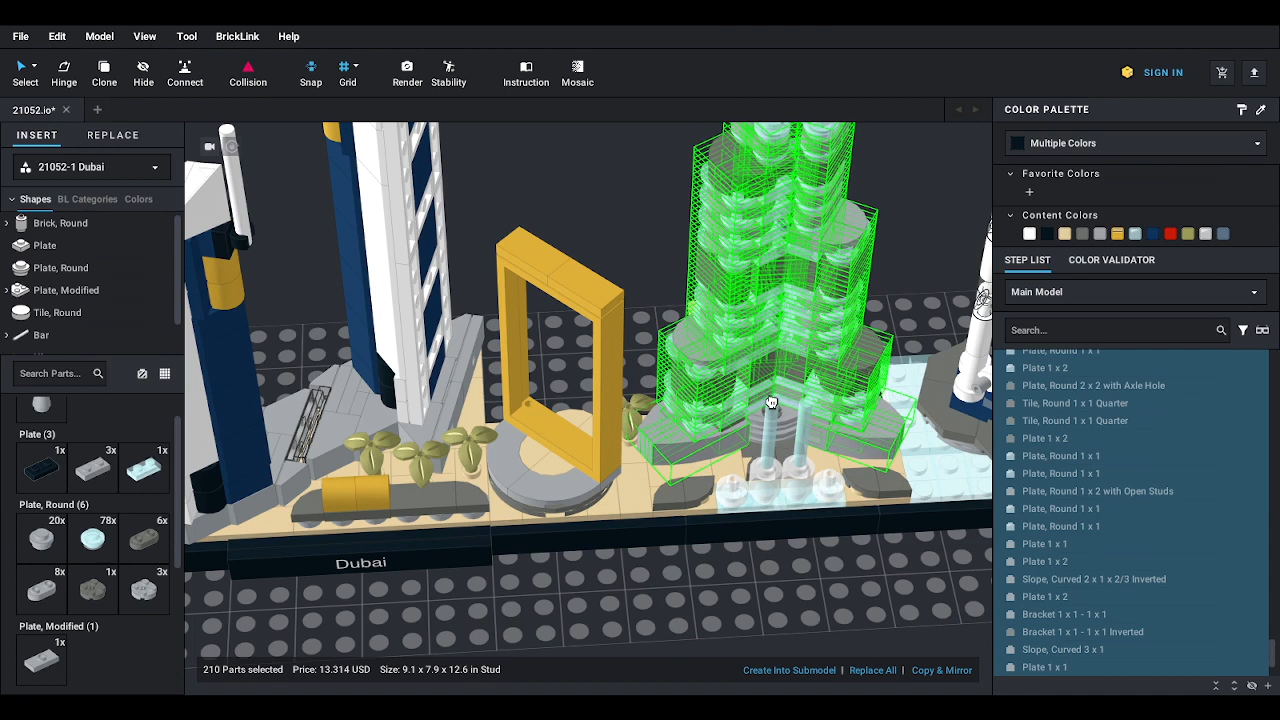 File Edit Model View Tool BrickLink Help
Select Hinge Clone Hide Connect Collision Snap Grid Render Stability Instruction Mosaic SIGN IN
21052.io*
INSERT REPLACE
21052-1 Dubai
Shapes BL Categories Colors
Brick, Round
Plate
Plate, Round
Plate, Modified
Tile, Round
Bar
Search Parts...
Plate (3)
1x 3x 1x
Plate, Round (6)
20x 78x 6x
8x 1x 3x
Plate, Modified (1)
1x
Dubai
210 Parts selected Price: 13.314 USD Size: 9.1 x 7.9 x 12.6 in Stud
Create Into Submodel | Replace All | Copy & Mirror
COLOR PALETTE
Multiple Colors
Favorite Colors
+
Content Colors
STEP LIST COLOR VALIDATOR
Main Model
Search...
Plate, Round 1 x 1
Plate 1 x 2
Plate, Round 2 x 2 with Axle Hole
Tile, Round 1 x 1 Quarter
Tile, Round 1 x 1 Quarter
Plate 1 x 2
Plate, Round 1 x 1
Plate, Round 1 x 1
Plate, Round 1 x 2 with Open Studs
Plate, Round 1 x 1
Plate, Round 1 x 1
Plate 1 x 1
Plate 1 x 2
Slope, Curved 2 x 1 x 2/3 Inverted
Plate 1 x 2
Bracket 1 x 1 - 1 x 1
Bracket 1 x 1 - 1 x 1 Inverted
Slope, Curved 3 x 1
Plate 1 x 1